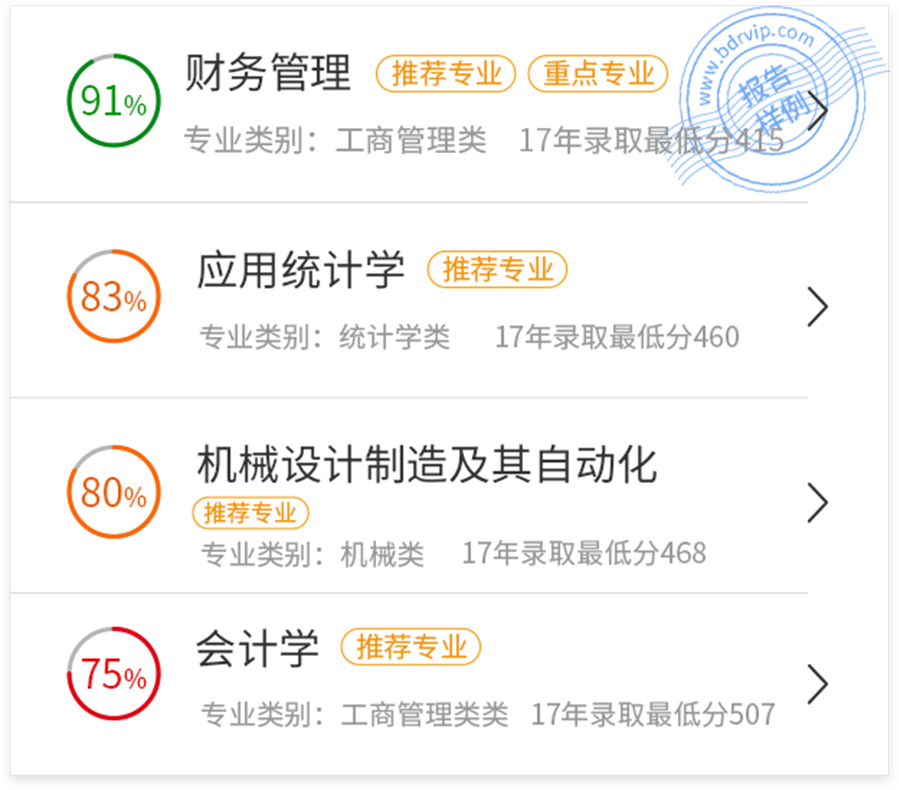 91%
财务管理 推荐专业 重点专业
专业类别：工商管理类 17年录取最低分415
www.bdrvip.com
报告
样例
83%
应用统计学 推荐专业
专业类别：统计学类 17年录取最低分460
80%
机械设计制造及其自动化
推荐专业
专业类别：机械类 17年录取最低分468
75%
会计学 推荐专业
专业类别：工商管理类类 17年录取最低分507